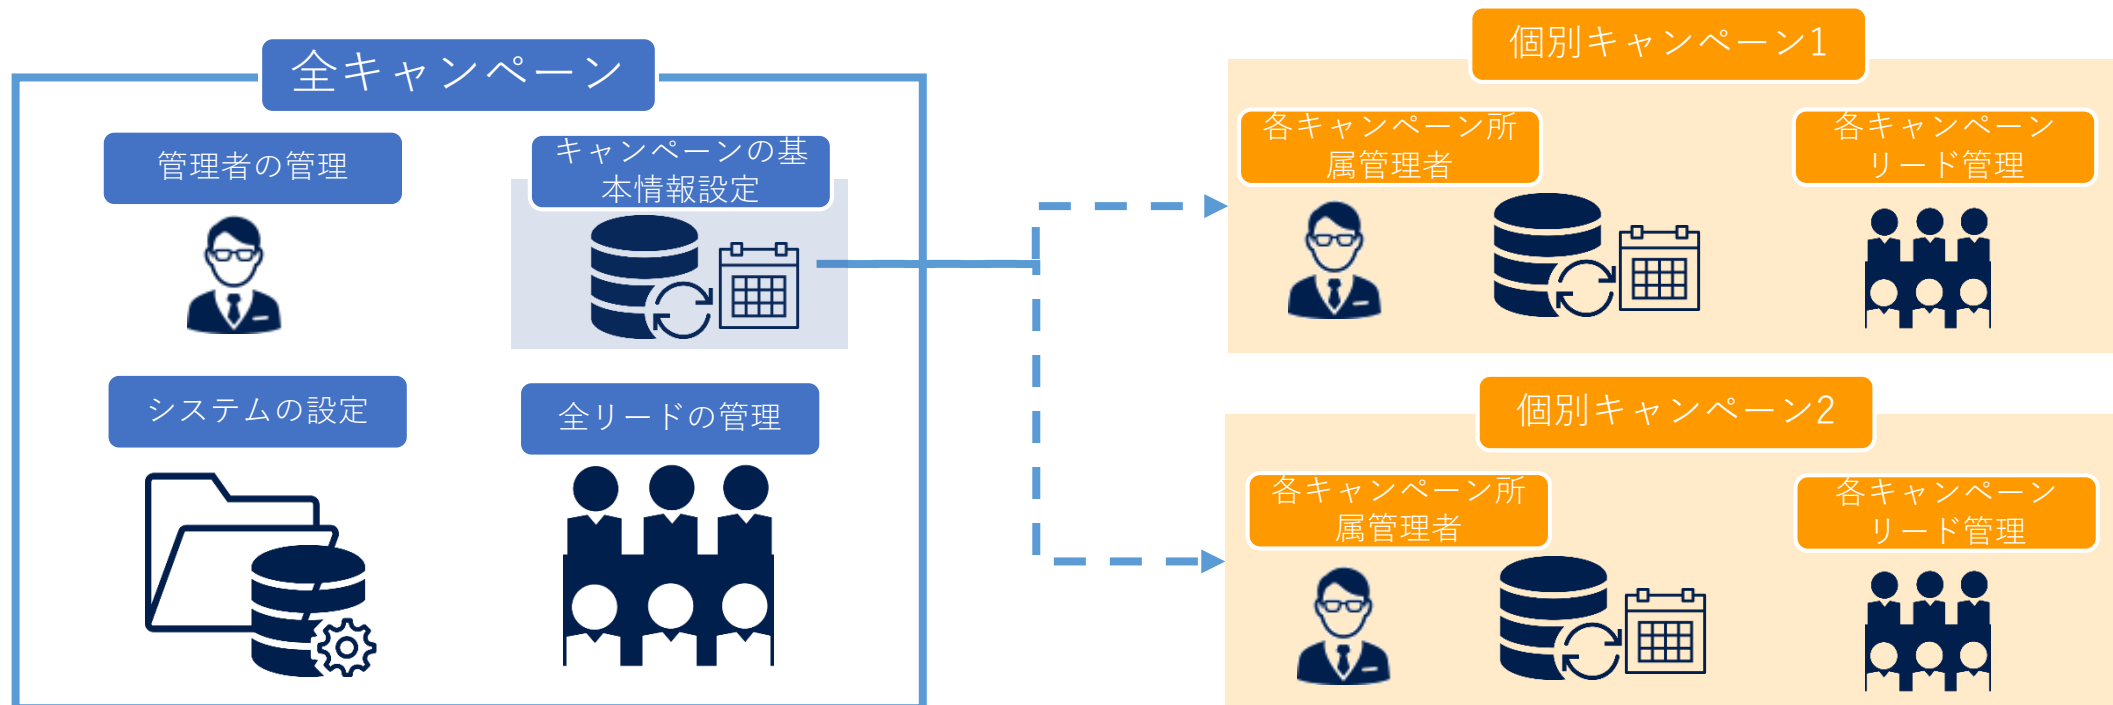 全キャンペーン
管理者の管理
キャンペーンの基
本情報設定
システムの設定
全リードの管理
個別キャンペーン1
各キャンペーン所
属管理者
各キャンペーン
リード管理
個別キャンペーン2
各キャンペーン所
属管理者
各キャンペーン
リード管理